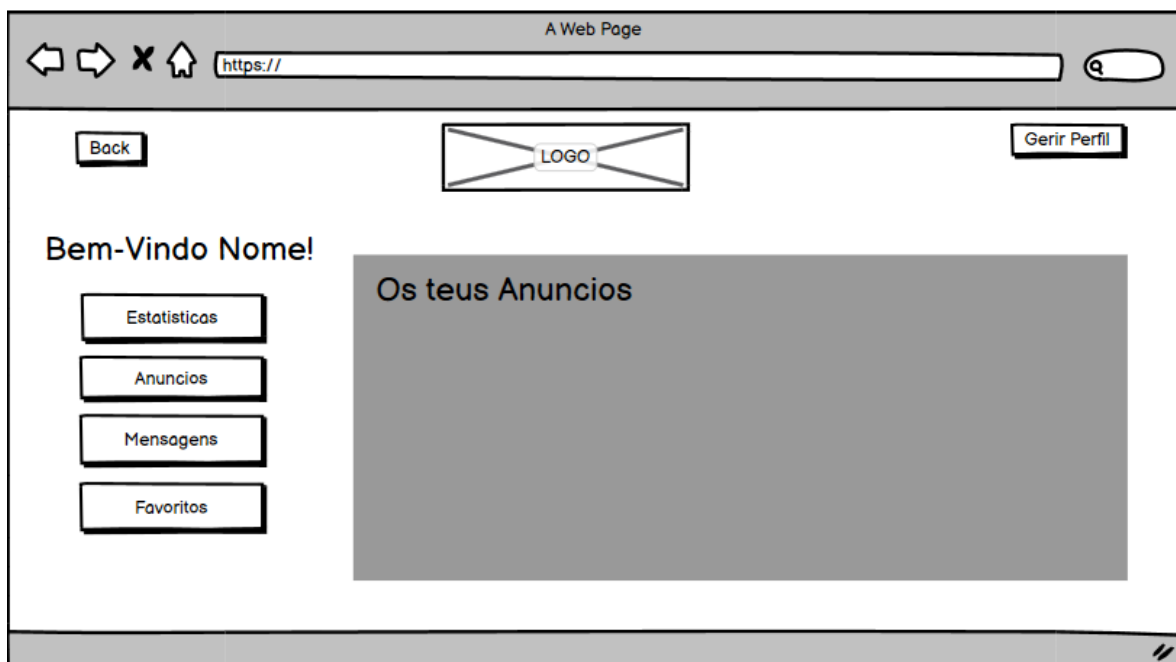 A Web Page
https://
Back
LOGO
Gerir Perfil
Bem-Vindo Nome!
Os teus Anuncios
Estatisticas
Anuncios
Mensagens
Favoritos